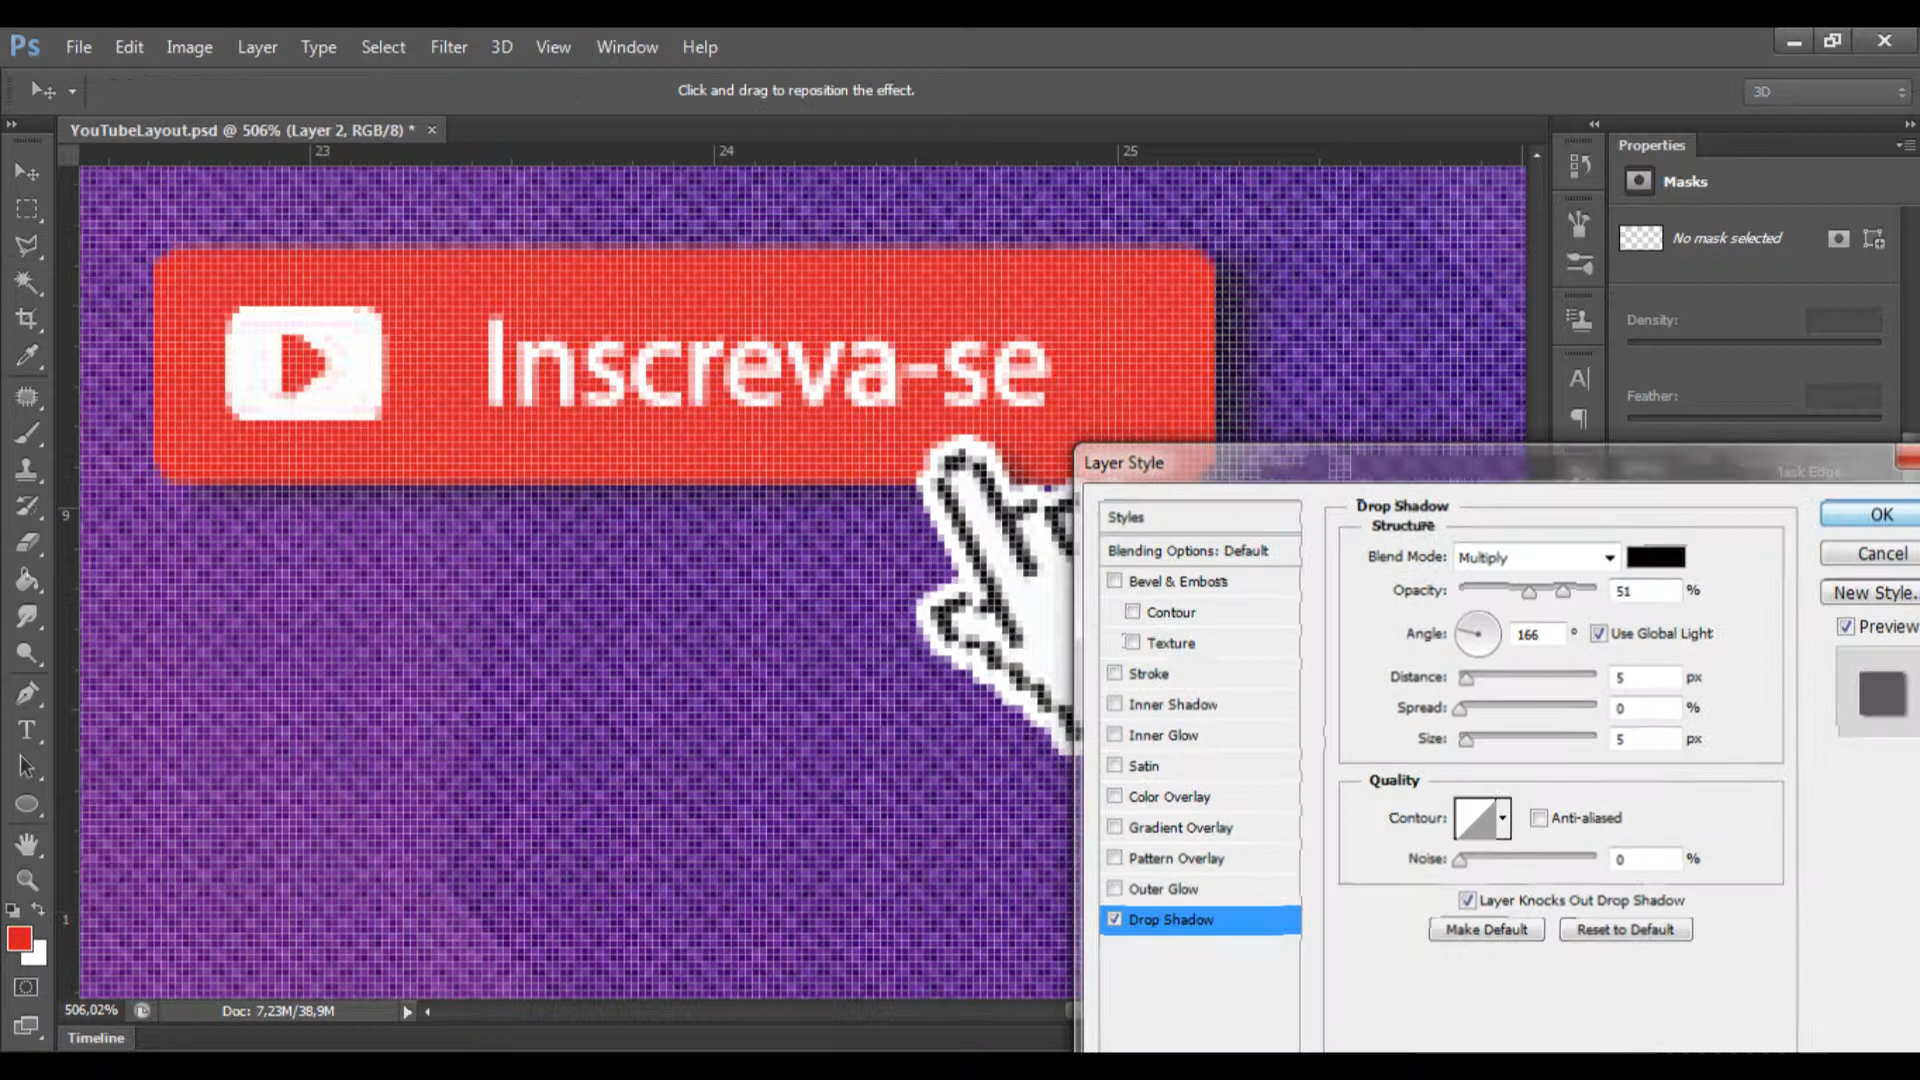 Ps File Edit Image Layer Type Select Filter 3D View Window Help
Click and drag to reposition the effect.
3D
YouTubeLayout.psd @ 506% (Layer 2, RGB/8) *
23 24 25
Properties
Masks
No mask selected
Density:
Feather:
Inscreva-se
9
1
Layer Style
Styles
Blending Options: Default
Bevel & Emboss
Contour
Texture
Stroke
Inner Shadow
Inner Glow
Satin
Color Overlay
Gradient Overlay
Pattern Overlay
Outer Glow
Drop Shadow
Drop Shadow
Structure
Blend Mode: Multiply
Opacity: 51 %
Angle: 166 ° Use Global Light
Distance: 5 px
Spread: 0 %
Size: 5 px
Quality
Contour: Anti-aliased
Noise: 0 %
Layer Knocks Out Drop Shadow
Make Default Reset to Default
OK
Cancel
New Style...
Preview
506,02% Doc: 7,23M/38,9M
Timeline